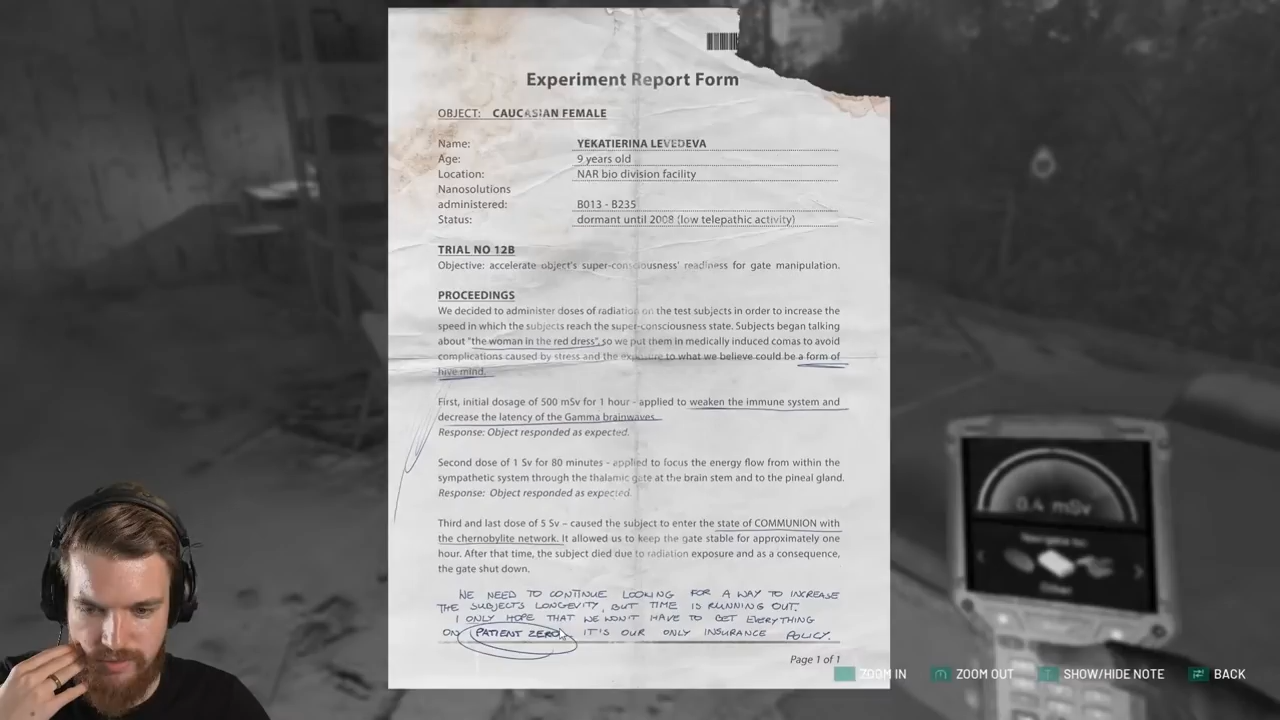 Experiment Report Form
OBJECT: CAUCASIAN FEMALE
Name: YEKATIERINA LEVEDEVA
Age: 9 years old
Location: NAR bio division facility
Nanosolutions
administered: B013 - B235
Status: dormant until 2008 (low telepathic activity)
TRIAL NO 12B
Objective: accelerate object's super-consciousness' readiness for gate manipulation.
PROCEEDINGS
We decided to administer doses of radiation on the test subjects in order to increase the
speed in which the subjects reach the super-consciousness state. Subjects began talking
about "the woman in the red dress", so we put them in medically induced comas to avoid
complications caused by stress and the exposure to what we believe could be a form of
hive mind.
First, initial dosage of 500 mSv for 1 hour - applied to weaken the immune system and
decrease the latency of the Gamma brainwaves.
Response: Object responded as expected.
Second dose of 1 Sv for 80 minutes - applied to focus the energy flow from within the
sympathetic system through the thalamic gate at the brain stem and to the pineal gland.
Response: Object responded as expected.
Third and last dose of 5 Sv – caused the subject to enter the state of COMMUNION with
the chernobylite network. It allowed us to keep the gate stable for approximately one
hour. After that time, the subject died due to radiation exposure and as a consequence,
the gate shut down.
WE NEED TO CONTINUE LOOKING FOR A WAY TO INCREASE
THE SUBJECTS LONGEVITY, BUT TIME IS RUNNING OUT.
I ONLY HOPE THAT WE WON'T HAVE TO BET EVERYTHING
ON PATIENT ZERO, IT'S OUR ONLY INSURANCE POLICY.
Page 1 of 1
0.4 mSv
Navigate to:
Other
ZOOM IN ZOOM OUT SHOW/HIDE NOTE BACK